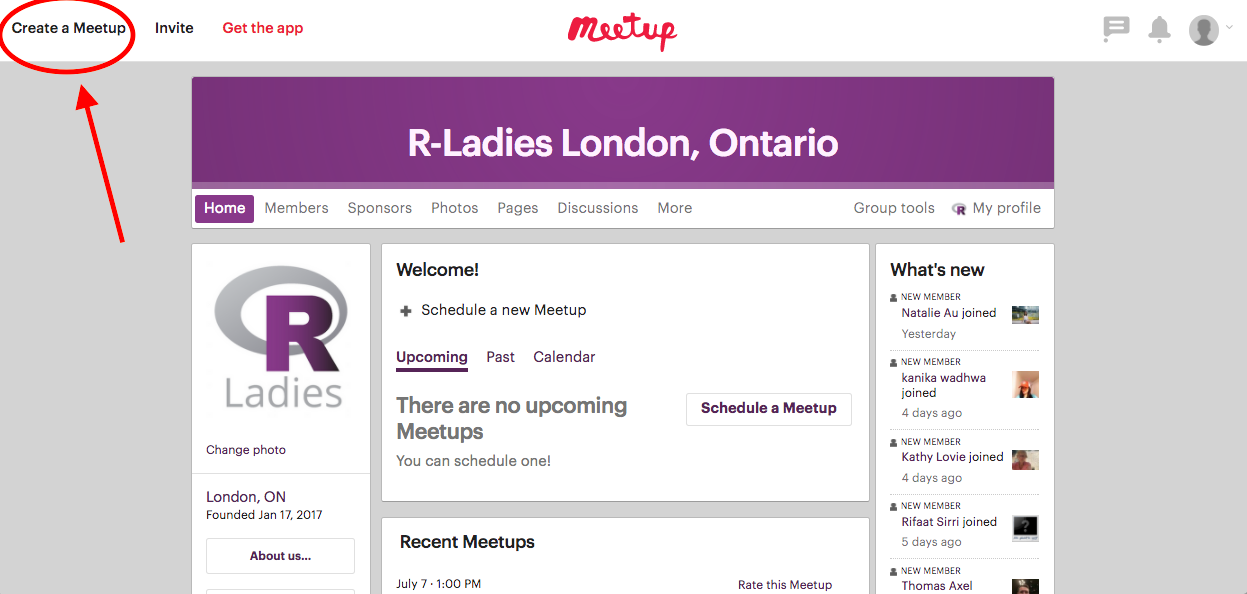 Create a Meetup
Invite
Get the app
Meetup
R-Ladies London, Ontario
Home
Members
Sponsors
Photos
Pages
Discussions
More
Group tools
R
My profile
R
Ladies
Change photo
London, ON
Founded Jan 17, 2017
About us...
Welcome!
Schedule a new Meetup
Upcoming
Past
Calendar
There are no upcoming
Meetups
You can schedule one!
Schedule a Meetup
Recent Meetups
July 7 · 1:00 PM
Rate this Meetup
What's new
NEW MEMBER
Natalie Au joined
Yesterday
NEW MEMBER
kanika wadhwa
joined
4 days ago
NEW MEMBER
Kathy Lovie joined
4 days ago
NEW MEMBER
Rifaat Sirri joined
5 days ago
?
NEW MEMBER
Thomas Axel